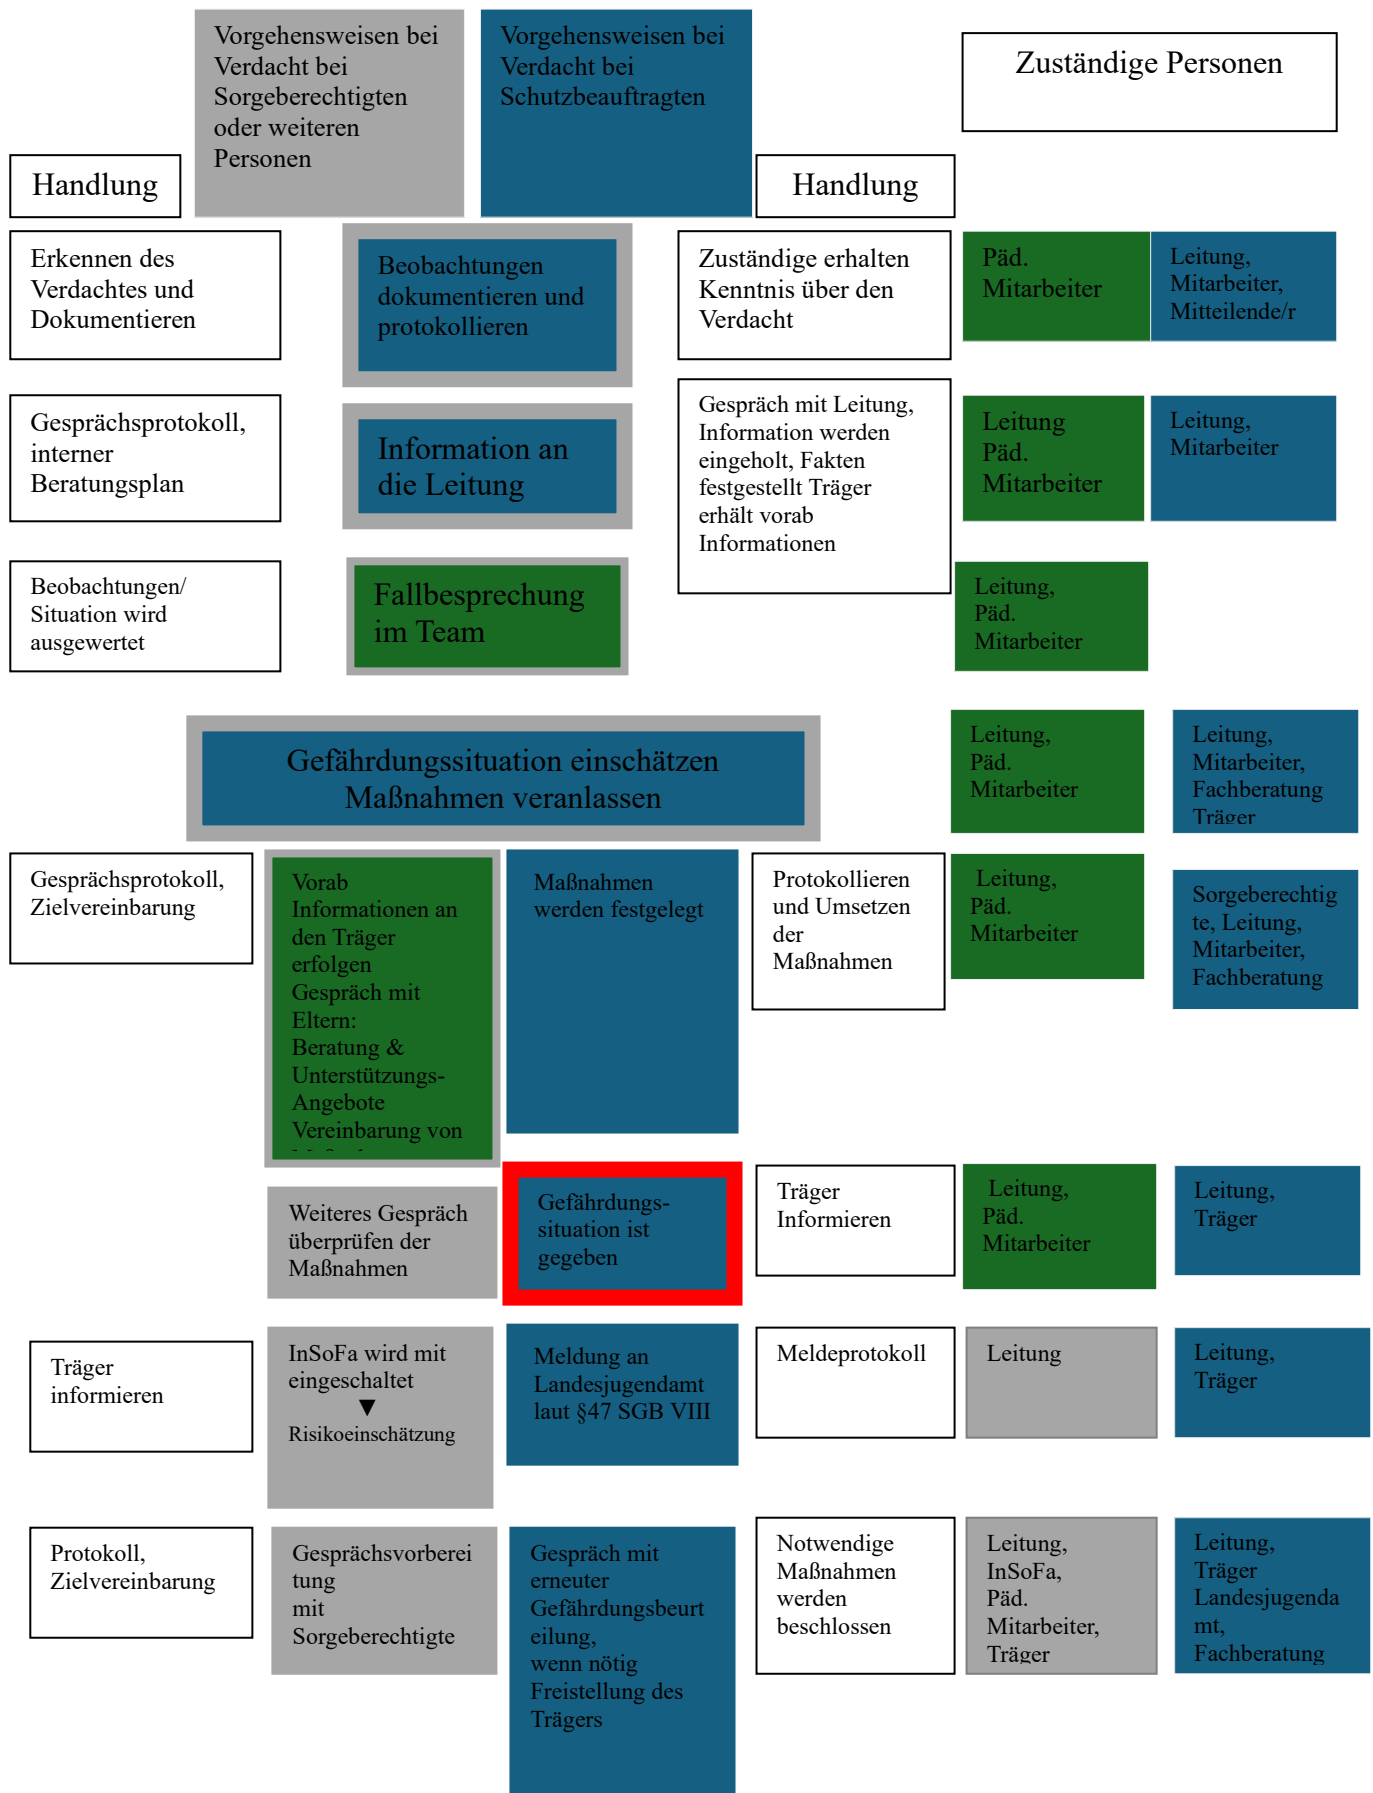 Vorgehensweisen bei
Verdacht bei
Sorgeberechtigten
oder weiteren
Personen
Vorgehensweisen bei
Verdacht bei
Schutzbeauftragten
Zuständige Personen
Handlung
Handlung
Erkennen des
Verdachtes und
Dokumentieren
Beobachtungen
dokumentieren und
protokollieren
Zuständige erhalten
Kenntnis über den
Verdacht
Päd.
Mitarbeiter
Leitung,
Mitarbeiter,
Mitteilende/r
Gesprächsprotokoll,
interner
Beratungsplan
Information an
die Leitung
Gespräch mit Leitung,
Information werden
eingeholt, Fakten
festgestellt Träger
erhält vorab
Informationen
Leitung
Päd.
Mitarbeiter
Leitung,
Mitarbeiter
Beobachtungen/
Situation wird
ausgewertet
Fallbesprechung
im Team
Leitung,
Päd.
Mitarbeiter
Gefährdungssituation einschätzen
Maßnahmen veranlassen
Leitung,
Päd.
Mitarbeiter
Leitung,
Mitarbeiter,
Fachberatung
Träger
Gesprächsprotokoll,
Zielvereinbarung
Vorab
Informationen an
den Träger
erfolgen
Gespräch mit
Eltern:
Beratung &
Unterstützungs-
Angebote
Vereinbarung von
Maßnahmen
werden festgelegt
Protokollieren
und Umsetzen
der
Maßnahmen
Leitung,
Päd.
Mitarbeiter
Sorgeberechtig
te, Leitung,
Mitarbeiter,
Fachberatung
Weiteres Gespräch
überprüfen der
Maßnahmen
Gefährdungs-
situation ist
gegeben
Träger
Informieren
Leitung,
Päd.
Mitarbeiter
Leitung,
Träger
Träger
informieren
InSoFa wird mit
eingeschaltet
▼
Risikoeinschätzung
Meldung an
Landesjugendamt
laut §47 SGB VIII
Meldeprotokoll
Leitung
Leitung,
Träger
Protokoll,
Zielvereinbarung
Gesprächsvorberei
tung
mit
Sorgeberechtigte
Gespräch mit
erneuter
Gefährdungsbeurt
eilung,
wenn nötig
Freistellung des
Trägers
Notwendige
Maßnahmen
werden
beschlossen
Leitung,
InSoFa,
Päd.
Mitarbeiter,
Träger
Leitung,
Träger
Landesjugenda
mt,
Fachberatung